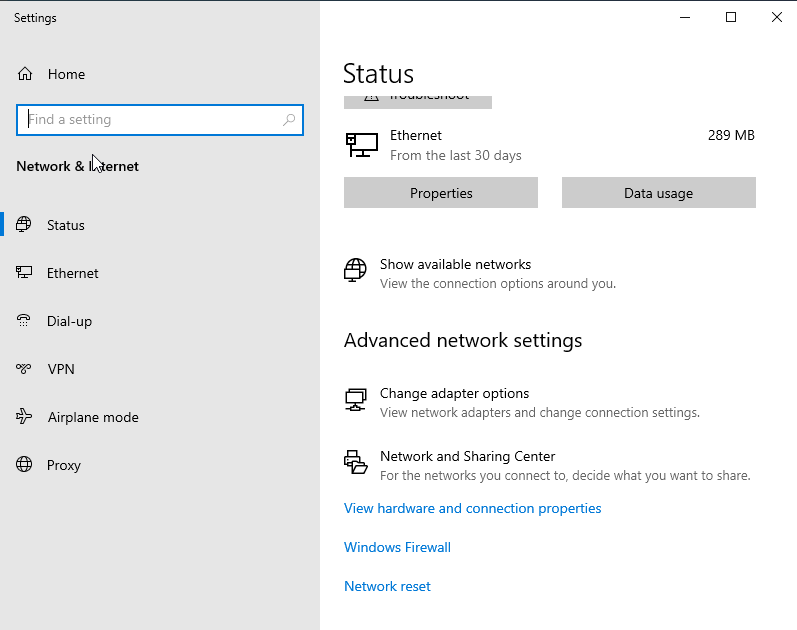 Settings
Home
Find a setting
Network & Internet
Status
Ethernet
Dial-up
VPN
Airplane mode
Proxy
Status
Troubleshoot
Ethernet
289 MB
From the last 30 days
Properties
Data usage
Show available networks
View the connection options around you.
Advanced network settings
Change adapter options
View network adapters and change connection settings.
Network and Sharing Center
For the networks you connect to, decide what you want to share.
View hardware and connection properties
Windows Firewall
Network reset